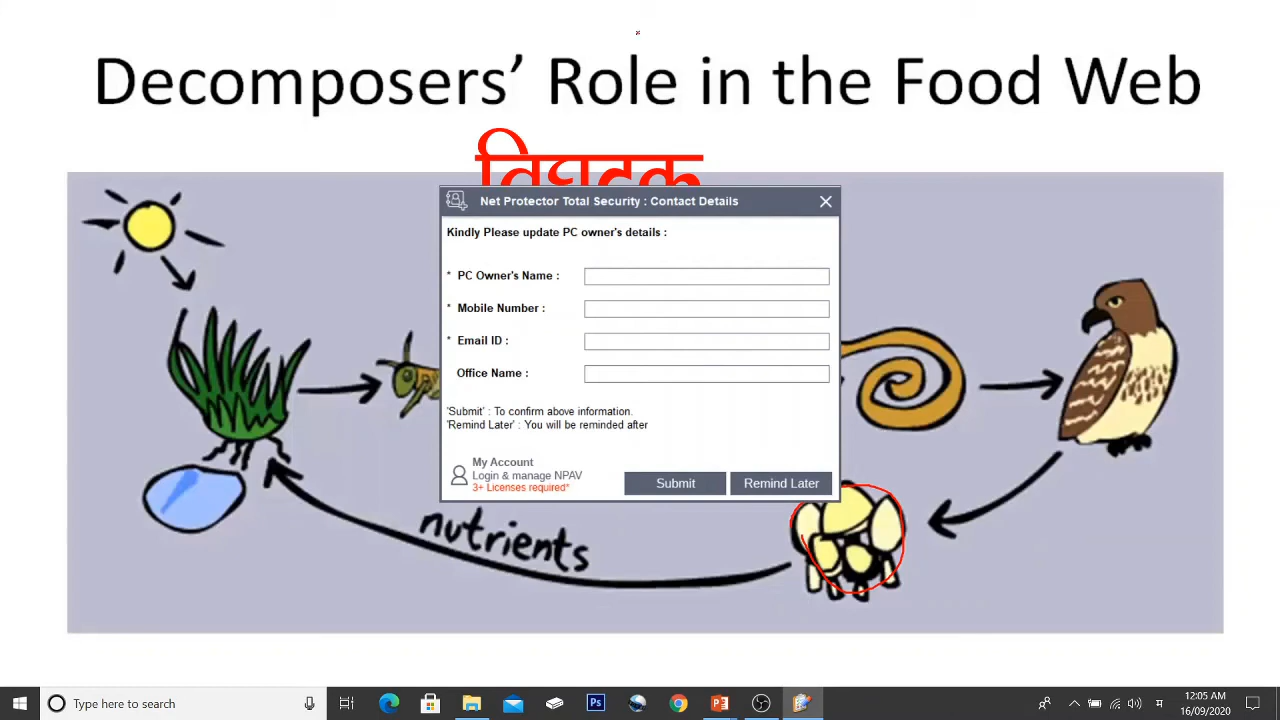 Decomposers’ Role in the Food Web
विघटक
Net Protector Total Security : Contact Details
Kindly Please update PC owner's details :
* PC Owner's Name :
* Mobile Number :
* Email ID :
Office Name :
'Submit' : To confirm above information.
'Remind Later' : You will be reminded after
My Account
Login & manage NPAV
3+ Licenses required*
Submit
Remind Later
nutrients
Type here to search
Ps
म
12:05 AM
16/09/2020